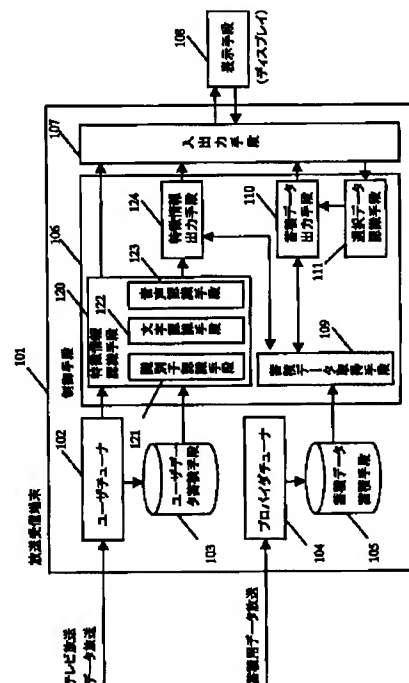 テレビ放送
データ放送
蓄積用データ放送
放送受信端末
101
102
ユーザチューナ
ユーザデー
タ蓄積手段
103
プロバイダチューナ
104
蓄積データ
蓄積手段
105
制御手段
106
120
特徴情報
認識手段
121
識別子認識手段
122
文字認識手段
123
音声認識手段
124
特徴情報
出力手段
109
蓄積データ取得手段
110
蓄積データ
出力手段
111
選択データ
認識手段
107
入出力手段
108
表示手段
(ディスプレイ)